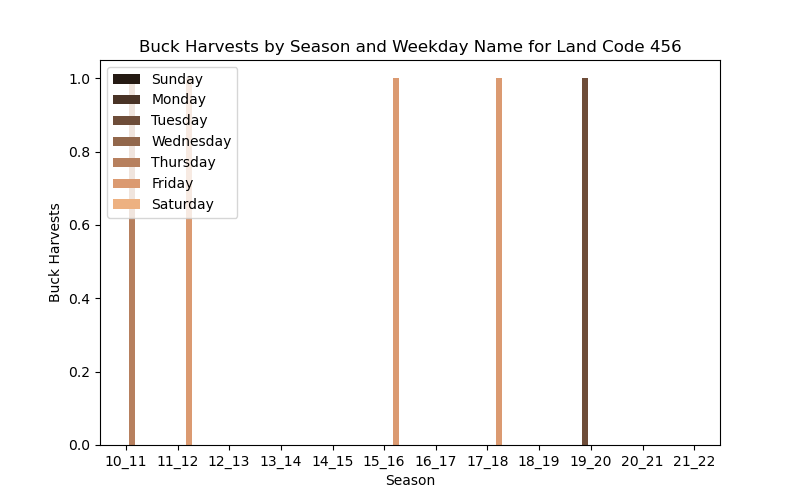 Buck Harvests by Season and Weekday Name for Land Code 456
1.0
0.8
0.6
0.4
0.2
0.0
Buck Harvests
Sunday
Monday
Tuesday
Wednesday
Thursday
Friday
Saturday
10_11 11_12 12_13 13_14 14_15 15_16 16_17 17_18 18_19 19_20 20_21 21_22
Season